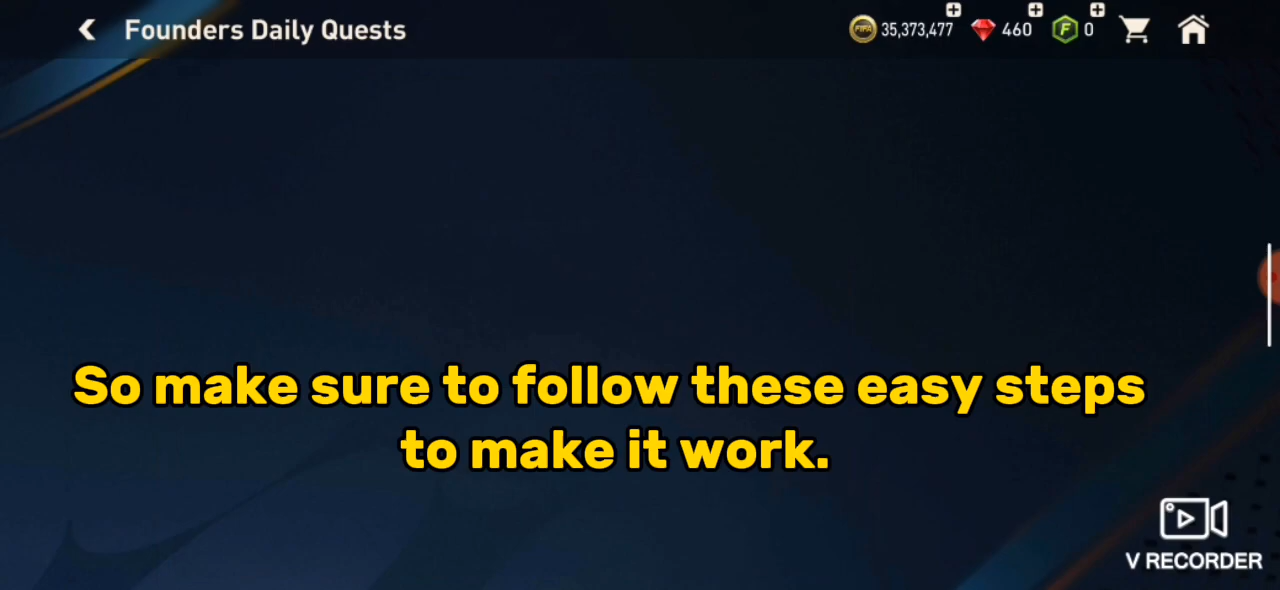 Founders Daily Quests
FIFA 35,373,477 460 F 0
So make sure to follow these easy steps
to make it work.
V RECORDER